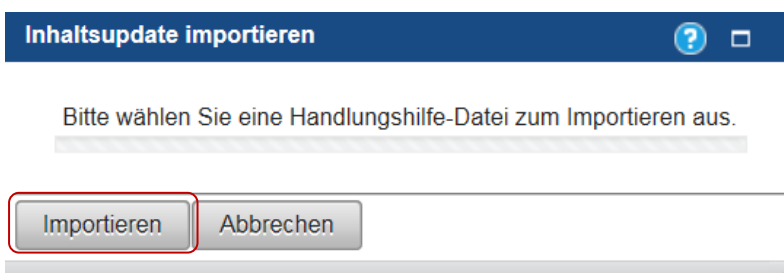 Inhaltsupdate importieren ?
Bitte wählen Sie eine Handlungshilfe-Datei zum Importieren aus.
Importieren Abbrechen